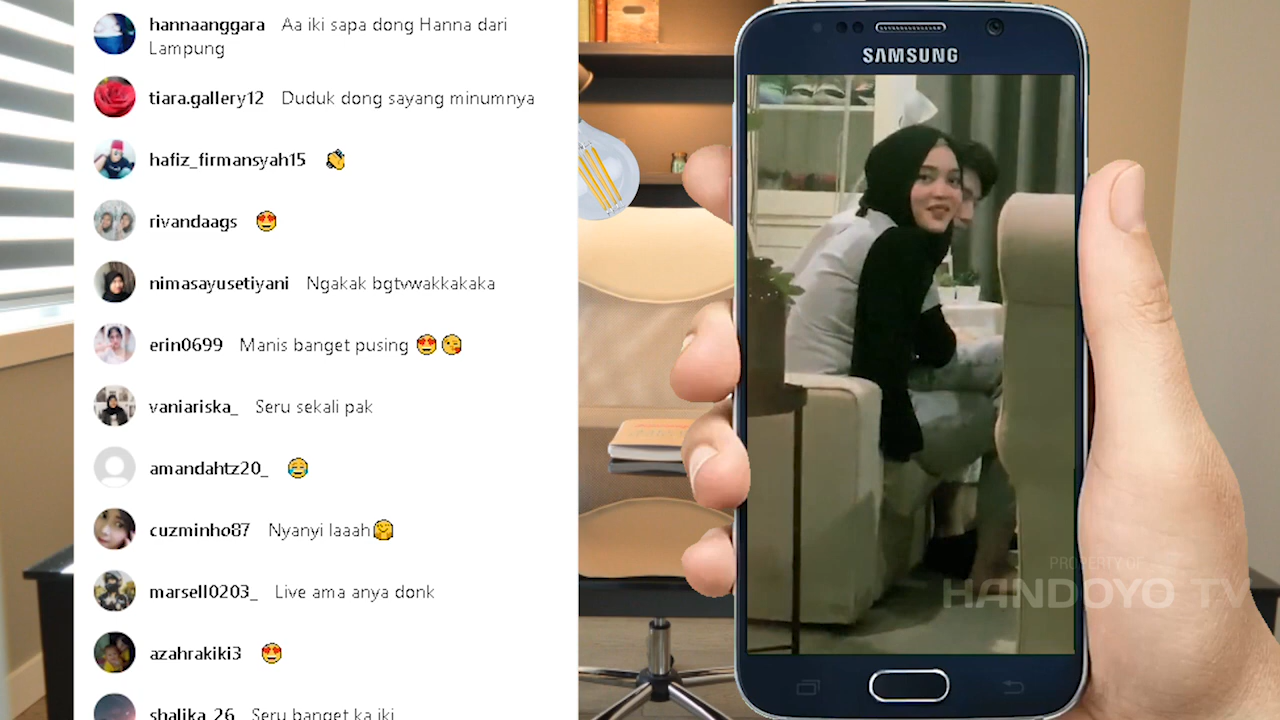 hannaanggara Aa iki sapa dong Hanna dari
Lampung
tiara.gallery12 Duduk dong sayang minumnya
hafiz_firmansyah15 👏
rivandaags 😍
nimasayusetiyani Ngakak bgtvwakkakaka
erin0699 Manis banget pusing 😍😘
vaniariska_ Seru sekali pak
amandahtz20_ 😂
cuzminho87 Nyanyi laaah🤗
marsell0203_ Live ama anya donk
azahrakiki3 😍
shalika_26 Seru banget ka iki
SAMSUNG
PROPERTY OF
HANDOYO TV